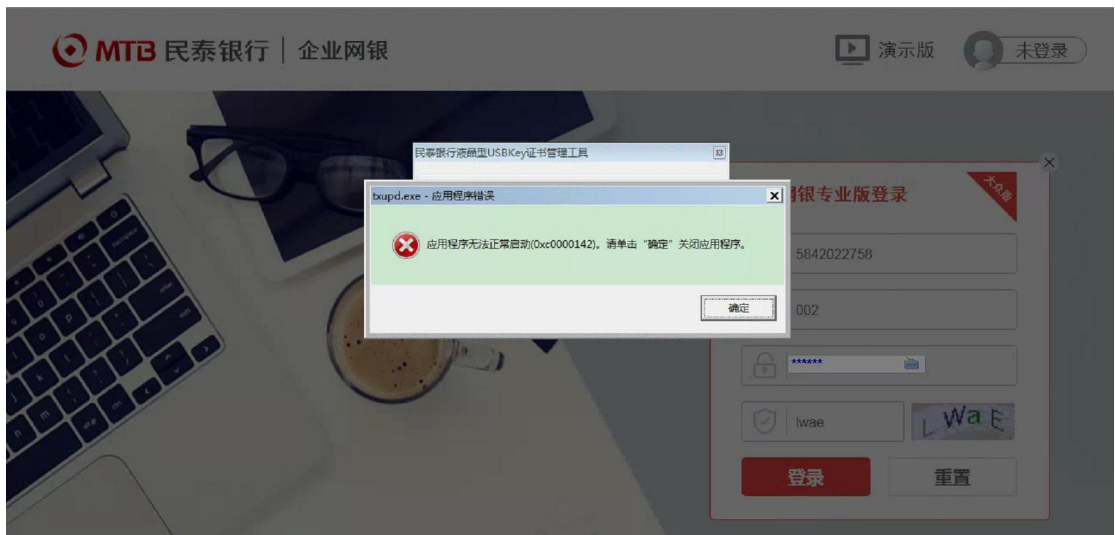 MTB 民泰银行 | 企业网银
演示版
未登录
民泰银行液晶型USBKey证书管理工具
txupd.exe - 应用程序错误
应用程序无法正常启动(0xc0000142)。请单击“确定”关闭应用程序。
确定
网银专业版登录
大众版
5842022758
002
******
lwae
L Wa E
登录
重置